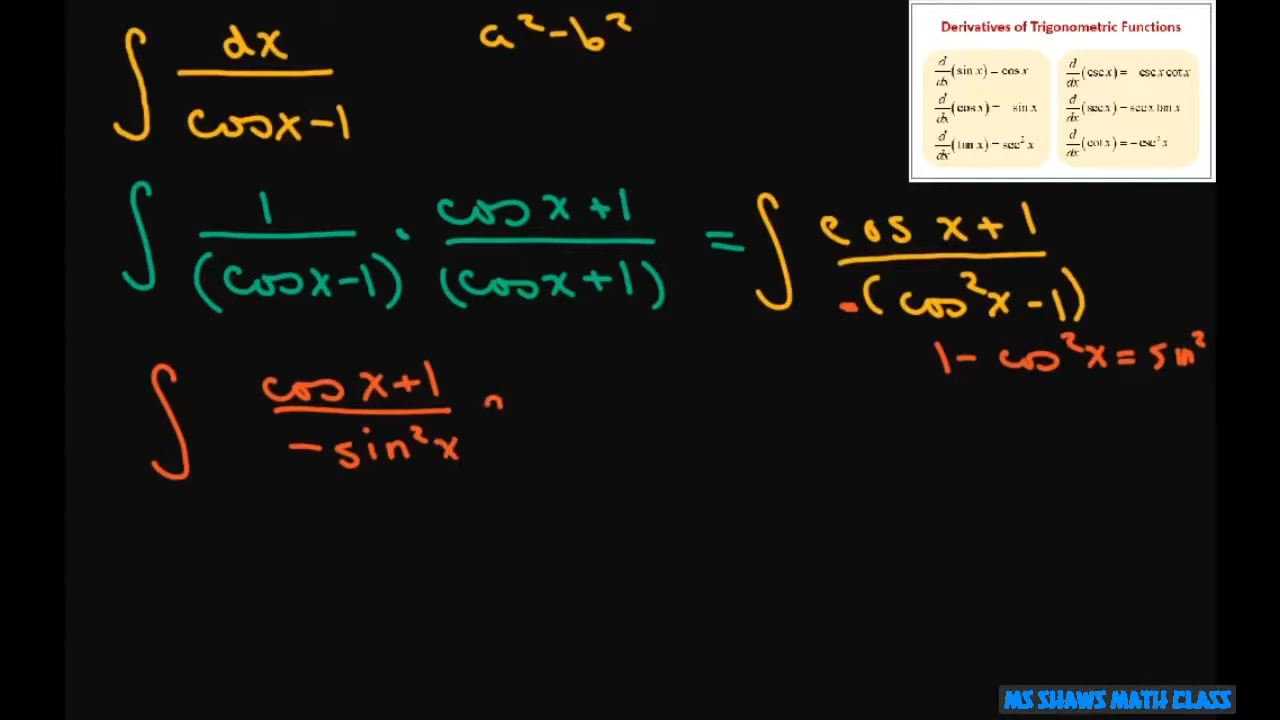 ∫ dx / (cosx-1)    a²-b²
Derivatives of Trigonometric Functions
d/dx (sin x) = cos x    d/dx (csc x) = csc x cot x
d/dx (cos x) = sin x    d/dx (sec x) = sec x tan x
d/dx (tan x) = sec² x    d/dx (cot x) = -csc² x
∫ 1/(cosx-1) · cosx+1/(cosx+1) = ∫ cos x+1 / -(cos²x-1)
1- cos²x = sin²
∫ cos x+1 / -sin²x
MS SHAWS MATH CLASS